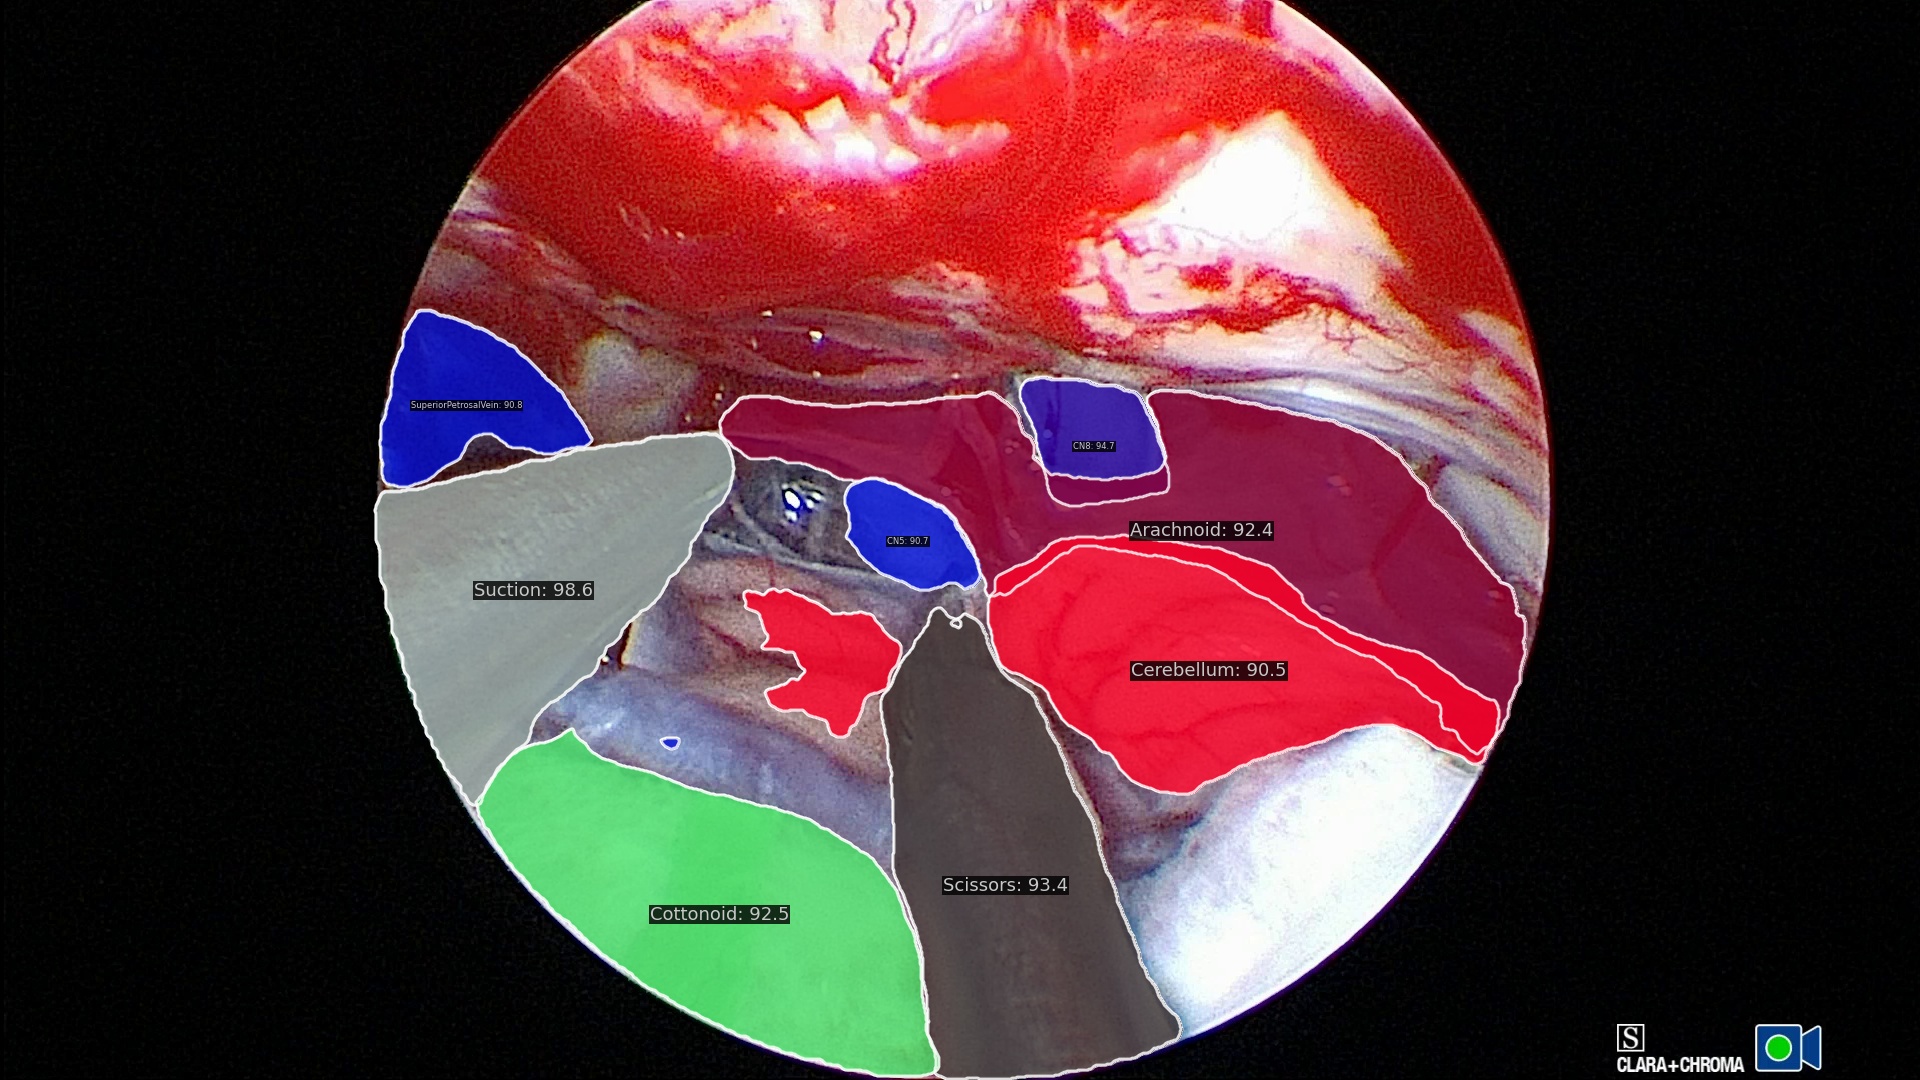 SuperiorPetrosalVein: 90.8
CN8: 94.7
Arachnoid: 92.4
CN5: 90.7
Suction: 98.6
Cerebellum: 90.5
Scissors: 93.4
Cottonoid: 92.5
S
CLARA+CHROMA